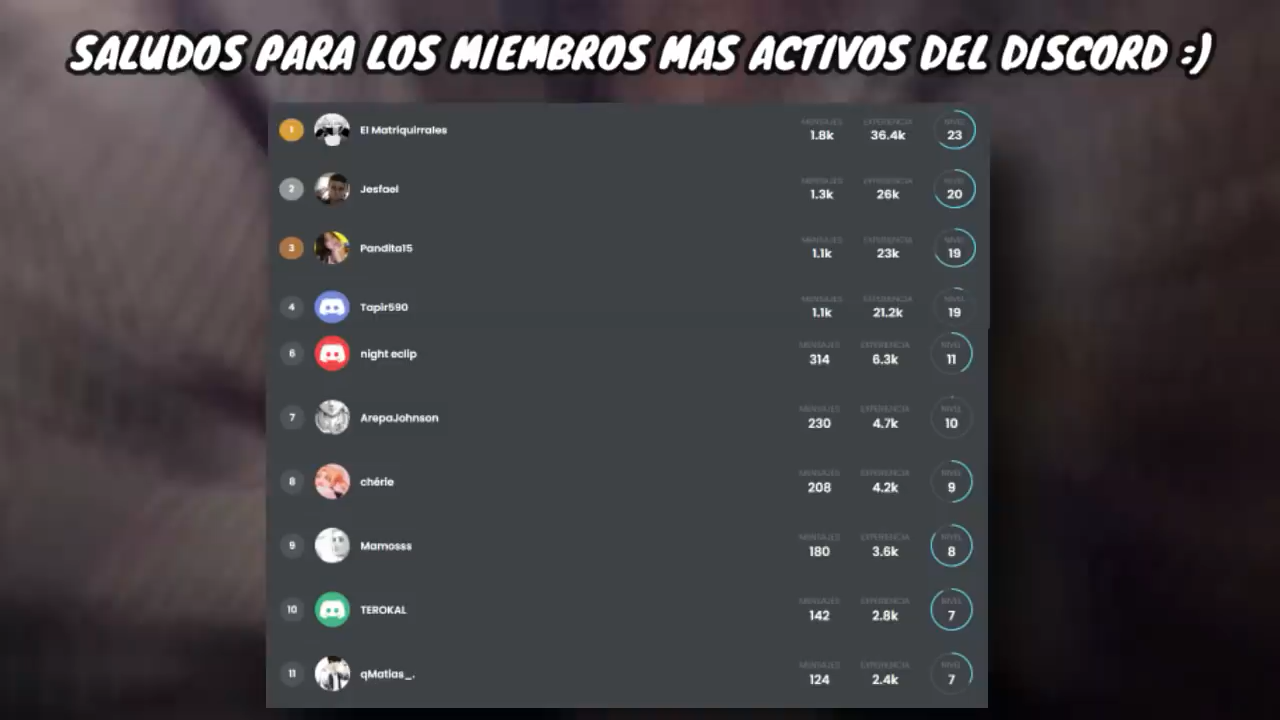 SALUDOS PARA LOS MIEMBROS MAS ACTIVOS DEL DISCORD :)
1 El Matriquirrales MENSAJES 1.8k EXPERIENCIA 36.4k NIVEL 23
2 Jesfael MENSAJES 1.3k EXPERIENCIA 26k NIVEL 20
3 Pandita15 MENSAJES 1.1k EXPERIENCIA 23k NIVEL 19
4 Tapir590 MENSAJES 1.1k EXPERIENCIA 21.2k NIVEL 19
6 night eclip MENSAJES 314 EXPERIENCIA 6.3k NIVEL 11
7 ArepaJohnson MENSAJES 230 EXPERIENCIA 4.7k NIVEL 10
8 chérie MENSAJES 208 EXPERIENCIA 4.2k NIVEL 9
9 Mamosss MENSAJES 180 EXPERIENCIA 3.6k NIVEL 8
10 TEROKAL MENSAJES 142 EXPERIENCIA 2.8k NIVEL 7
11 qMatias_. MENSAJES 124 EXPERIENCIA 2.4k NIVEL 7